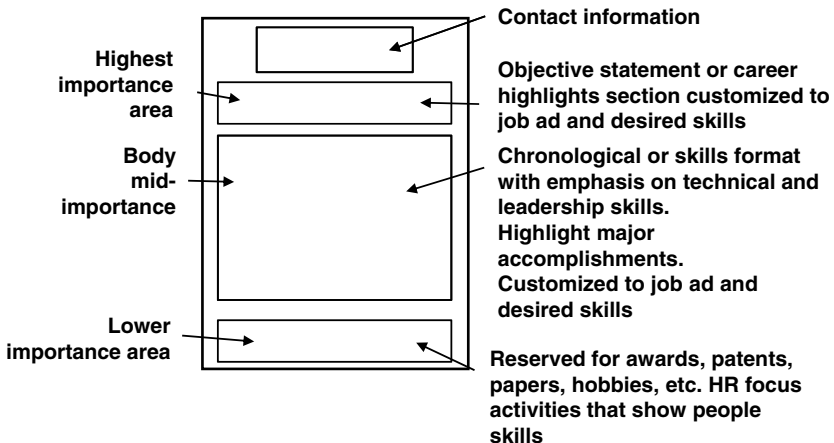 Contact information
Highest
importance
area
Objective statement or career
highlights section customized to
job ad and desired skills
Body
mid-
importance
Chronological or skills format
with emphasis on technical and
leadership skills.
Highlight major
accomplishments.
Customized to job ad and
desired skills
Lower
importance area
Reserved for awards, patents,
papers, hobbies, etc. HR focus
activities that show people
skills